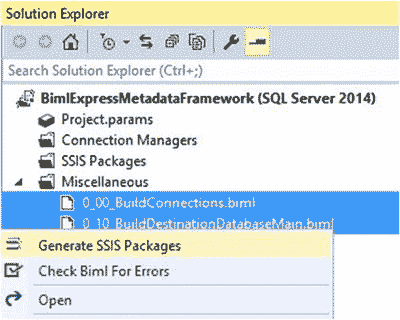 Solution Explorer
Search Solution Explorer (Ctrl+;)
BimlExpressMetadataFramework (SQL Server 2014)
Project.params
Connection Managers
SSIS Packages
Miscellaneous
0_00_BuildConnections.biml
0_10_BuildDestinationDatabaseMain.biml
Generate SSIS Packages
Check Biml For Errors
Open